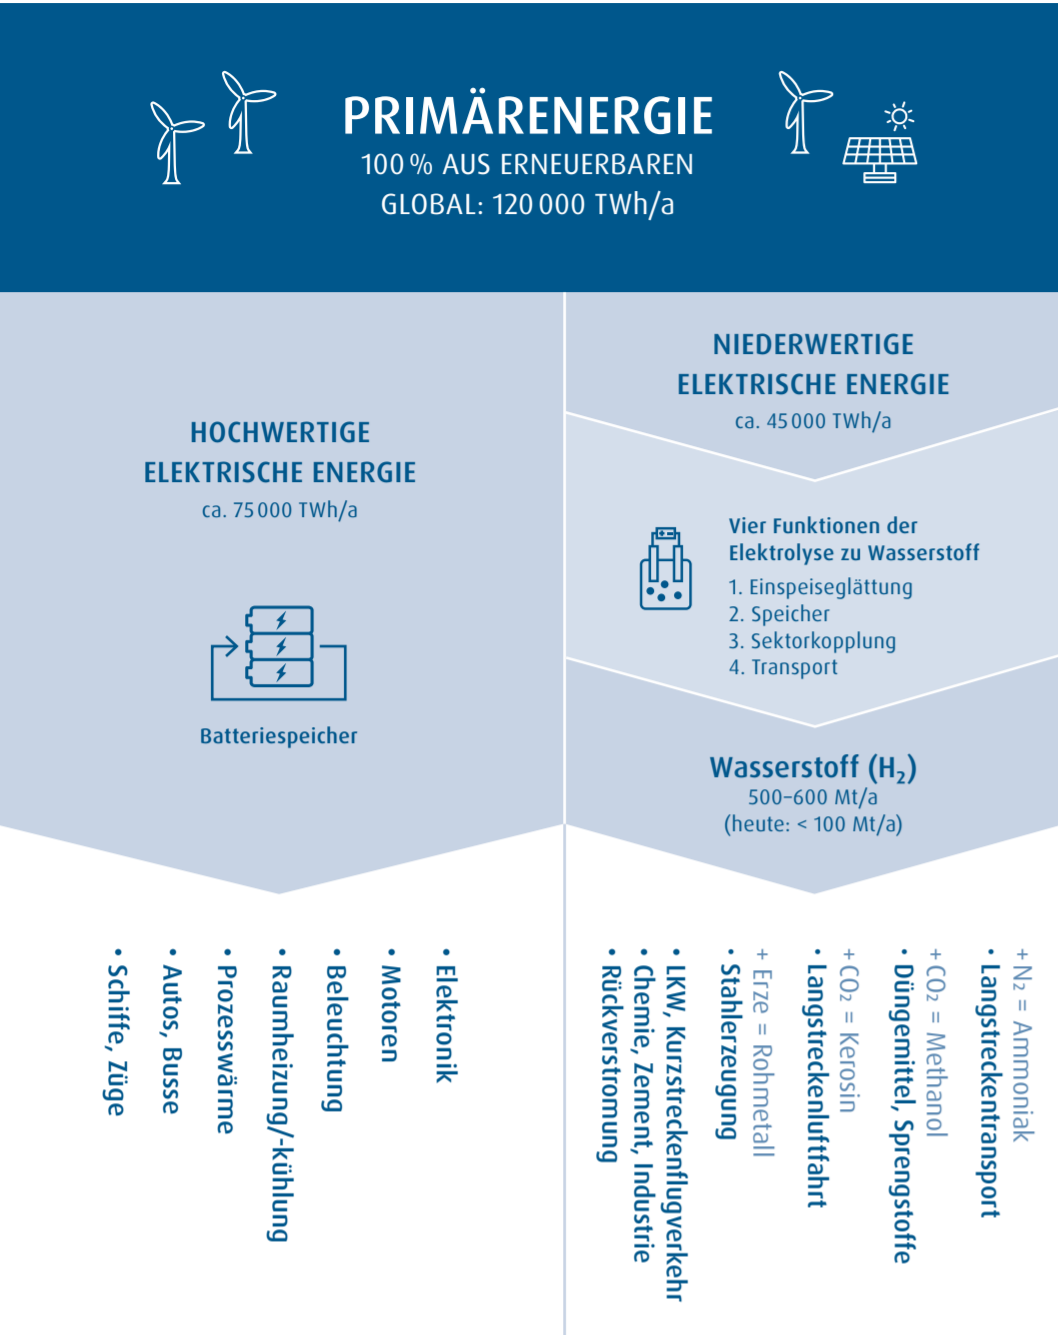 PRIMÄRENERGIE
100 % AUS ERNEUERBAREN
GLOBAL: 120 000 TWh/a
HOCHWERTIGE
ELEKTRISCHE ENERGIE
ca. 75 000 TWh/a
Batteriespeicher
NIEDERWERTIGE
ELEKTRISCHE ENERGIE
ca. 45 000 TWh/a
Vier Funktionen der
Elektrolyse zu Wasserstoff
1. Einspeiseglättung
2. Speicher
3. Sektorkopplung
4. Transport
Wasserstoff (H₂)
500–600 Mt/a
(heute: < 100 Mt/a)
• Elektronik
• Motoren
• Beleuchtung
• Raumheizung/-kühlung
• Prozesswärme
• Autos, Busse
• Schiffe, Züge
+ N₂ = Ammoniak
• Langstreckentransport
+ CO₂ = Methanol
• Düngemittel, Sprengstoffe
+ CO₂ = Kerosin
• Langstreckenluftfahrt
+ Erze = Rohmetall
• Stahlerzeugung
• LKW, Kurzstreckenflugverkehr
• Chemie, Zement, Industrie
• Rückverstromung